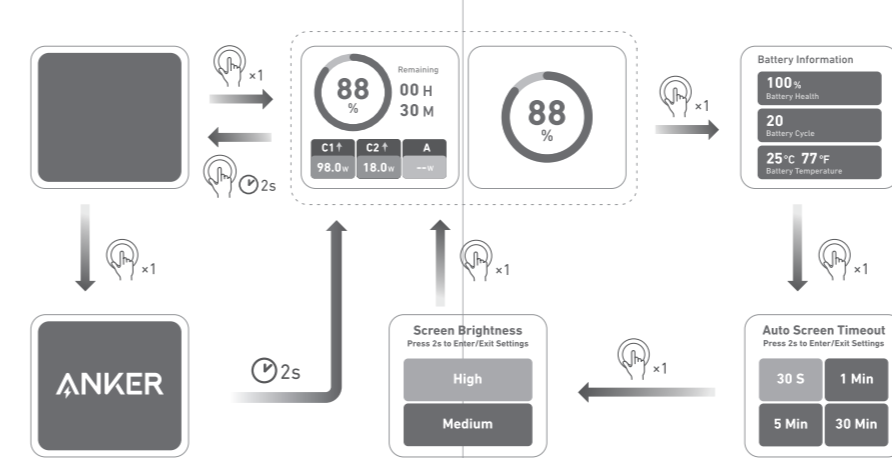 ×1
2s
88
%
Remaining
00 H
30 M
C1↑ C2↑ A
98.0w 18.0w --w
88
%
×1
Battery Information
100%
Battery Health
20
Battery Cycle
25°C 77°F
Battery Temperature
×1
×1
×1
ANKER
2s
Screen Brightness
Press 2s to Enter/Exit Settings
High
Medium
×1
Auto Screen Timeout
Press 2s to Enter/Exit Settings
30 S 1 Min
5 Min 30 Min